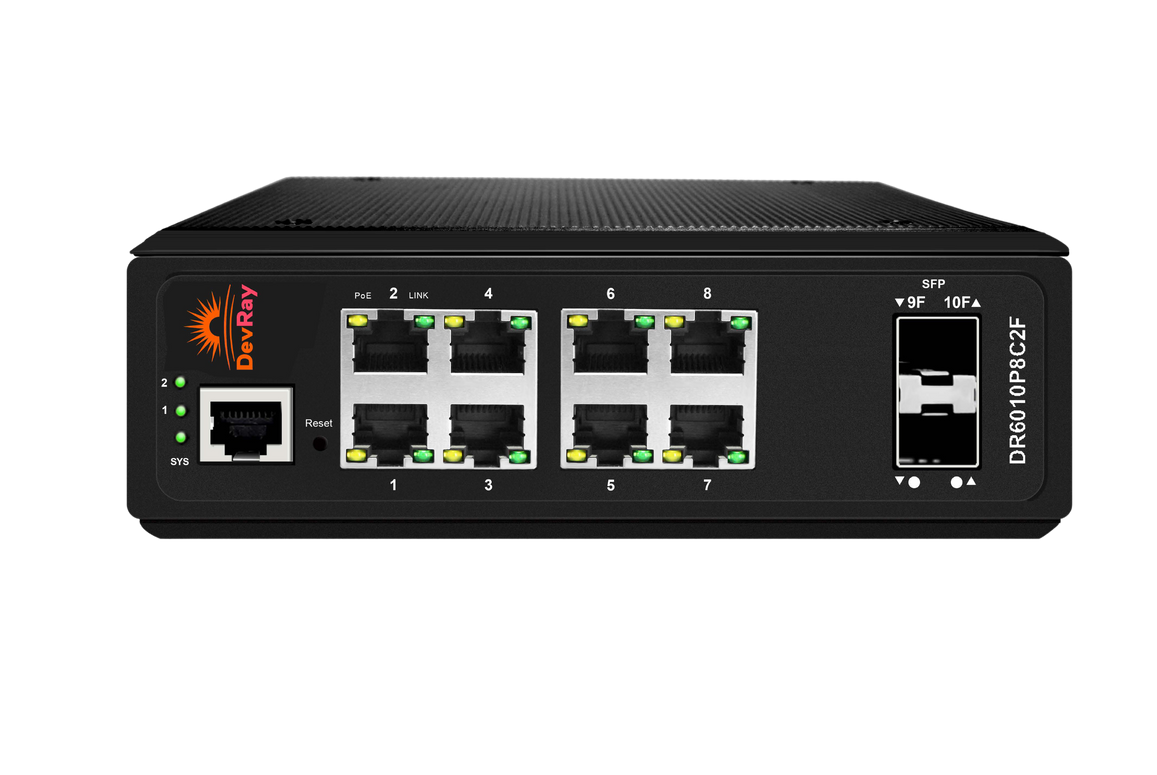 DevRay
2
1
SYS
Reset
PoE 2 LINK
4
6
8
1
3
5
7
SFP
▼9F 10F▲
▼● ●▲
DR6010P8C2F